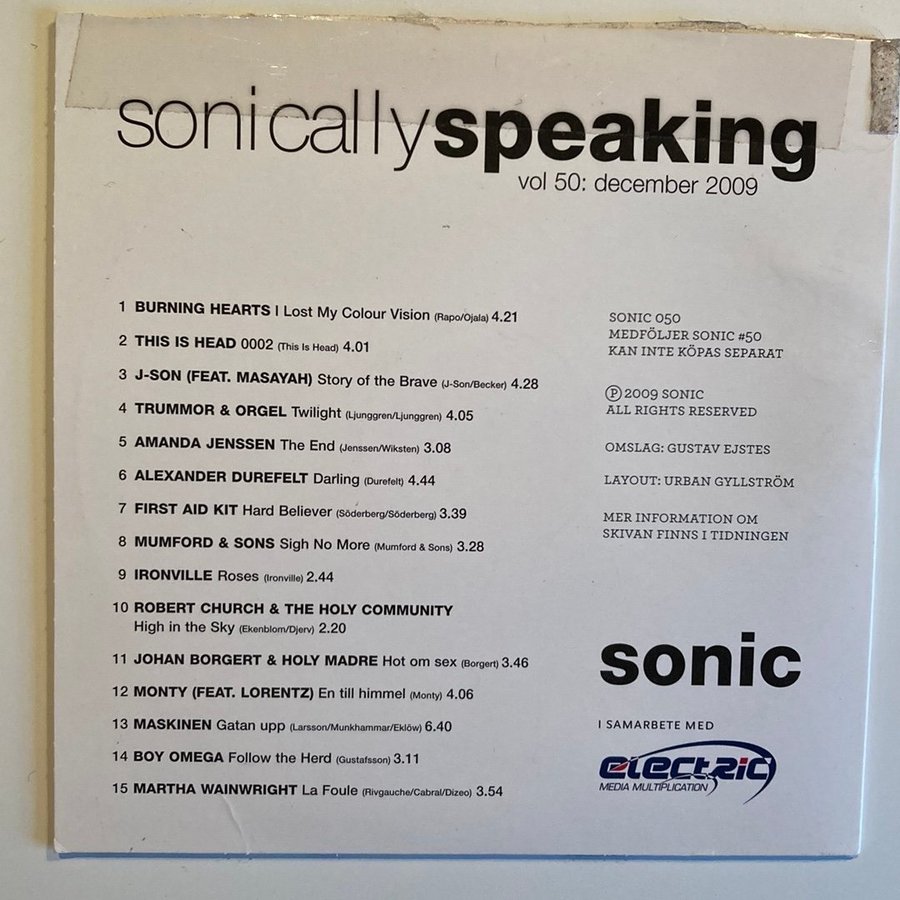 sonicallyspeaking
vol 50: december 2009
1 BURNING HEARTS I Lost My Colour Vision (Rapo/Ojala) 4.21
2 THIS IS HEAD 0002 (This Is Head) 4.01
3 J-SON (FEAT. MASAYAH) Story of the Brave (J-Son/Becker) 4.28
4 TRUMMOR & ORGEL Twilight (Ljunggren/Ljunggren) 4.05
5 AMANDA JENSSEN The End (Jenssen/Wiksten) 3.08
6 ALEXANDER DUREFELT Darling (Durefelt) 4.44
7 FIRST AID KIT Hard Believer (Söderberg/Söderberg) 3.39
8 MUMFORD & SONS Sigh No More (Mumford & Sons) 3.28
9 IRONVILLE Roses (Ironville) 2.44
10 ROBERT CHURCH & THE HOLY COMMUNITY
High in the Sky (Ekenblom/Djerv) 2.20
11 JOHAN BORGERT & HOLY MADRE Hot om sex (Borgert) 3.46
12 MONTY (FEAT. LORENTZ) En till himmel (Monty) 4.06
13 MASKINEN Gatan upp (Larsson/Munkhammar/Eklöw) 6.40
14 BOY OMEGA Follow the Herd (Gustafsson) 3.11
15 MARTHA WAINWRIGHT La Foule (Rivgauche/Cabral/Dizeo) 3.54
SONIC 050
MEDFÖLJER SONIC #50
KAN INTE KÖPAS SEPARAT
Ⓟ 2009 SONIC
ALL RIGHTS RESERVED
OMSLAG: GUSTAV EJSTES
LAYOUT: URBAN GYLLSTRÖM
MER INFORMATION OM
SKIVAN FINNS I TIDNINGEN
sonic
I SAMARBETE MED
electric
MEDIA MULTIPLICATION